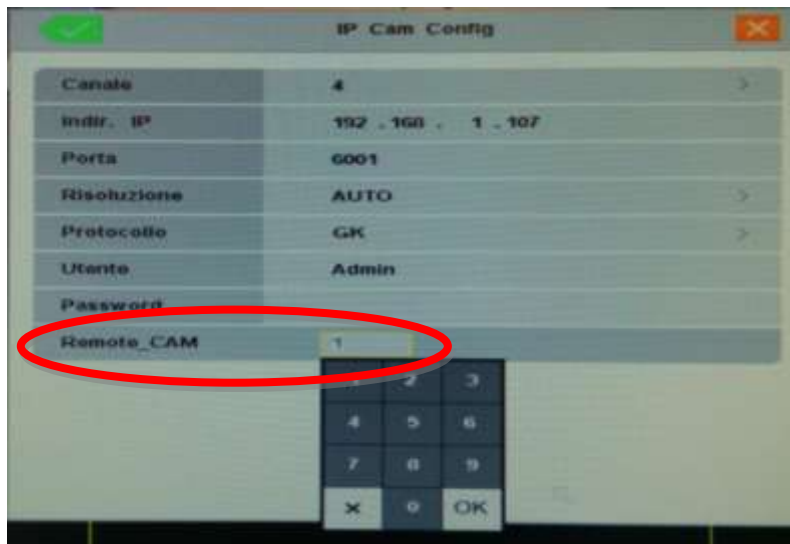 IP Cam Config
Canale 4 >
Indir. IP 192 . 168 . 1 . 107
Porta 6001
Risoluzione AUTO >
Protocollo GK >
Utente Admin
Password
Remote_CAM 1
1 2 3
4 5 6
7 8 9
× 0 OK